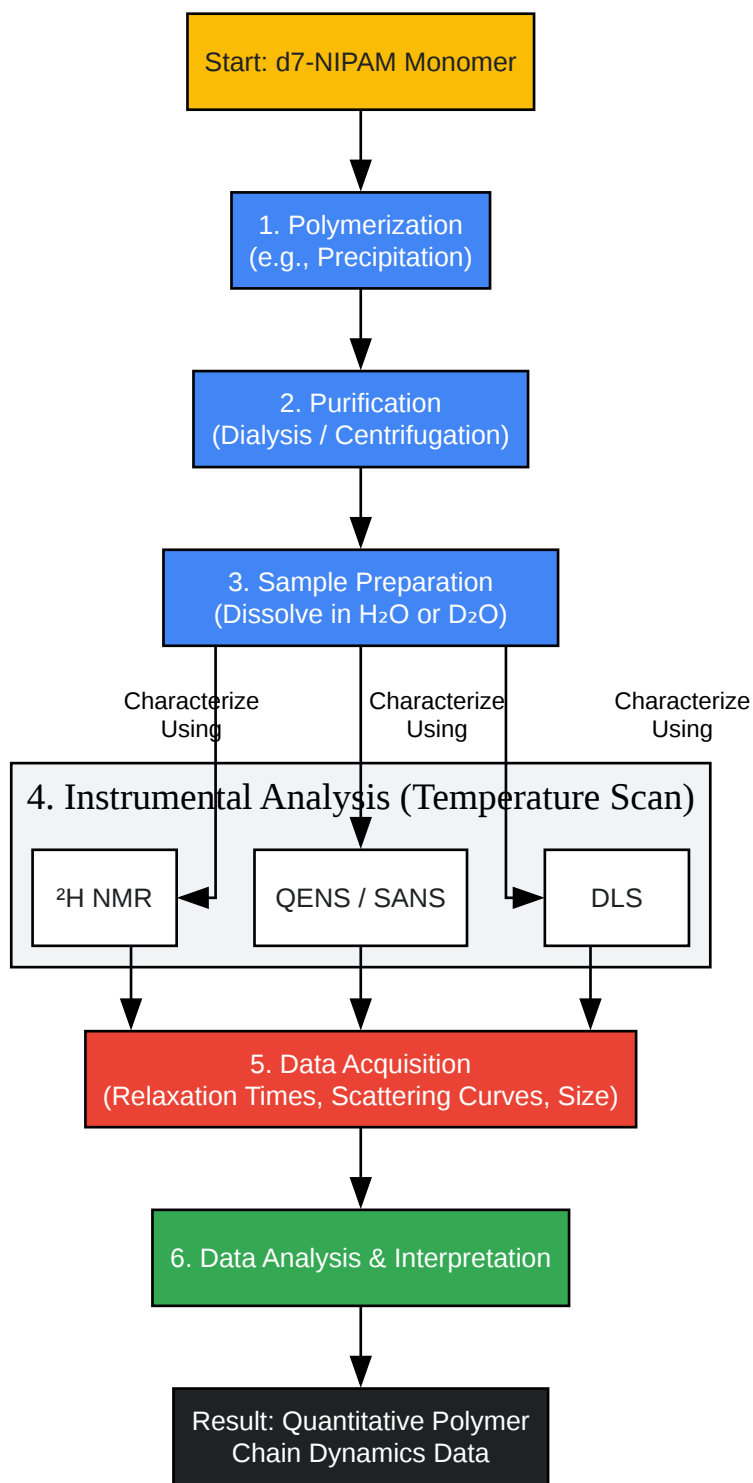 Start: d7-NIPAM Monomer
1. Polymerization
(e.g., Precipitation)
2. Purification
(Dialysis / Centrifugation)
3. Sample Preparation
(Dissolve in H₂O or D₂O)
Characterize
Using
Characterize
Using
Characterize
Using
4. Instrumental Analysis (Temperature Scan)
²H NMR
QENS / SANS
DLS
5. Data Acquisition
(Relaxation Times, Scattering Curves, Size)
6. Data Analysis & Interpretation
Result: Quantitative Polymer
Chain Dynamics Data